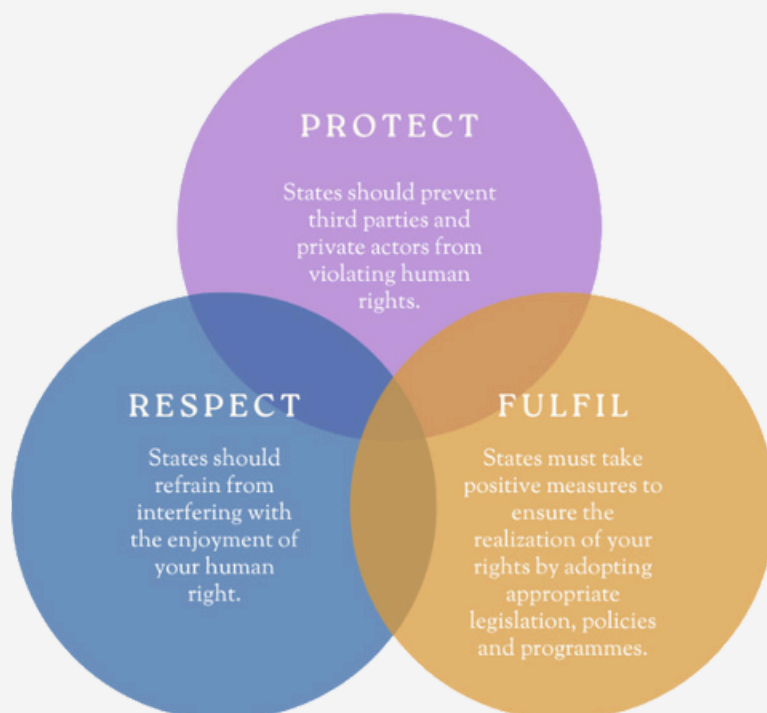 PROTECT
States should prevent
third parties and
private actors from
violating human
rights.
RESPECT
States should
refrain from
interfering with
the enjoyment of
your human
right.
FULFIL
States must take
positive measures to
ensure the
realization of your
rights by adopting
appropriate
legislation, policies
and programmes.